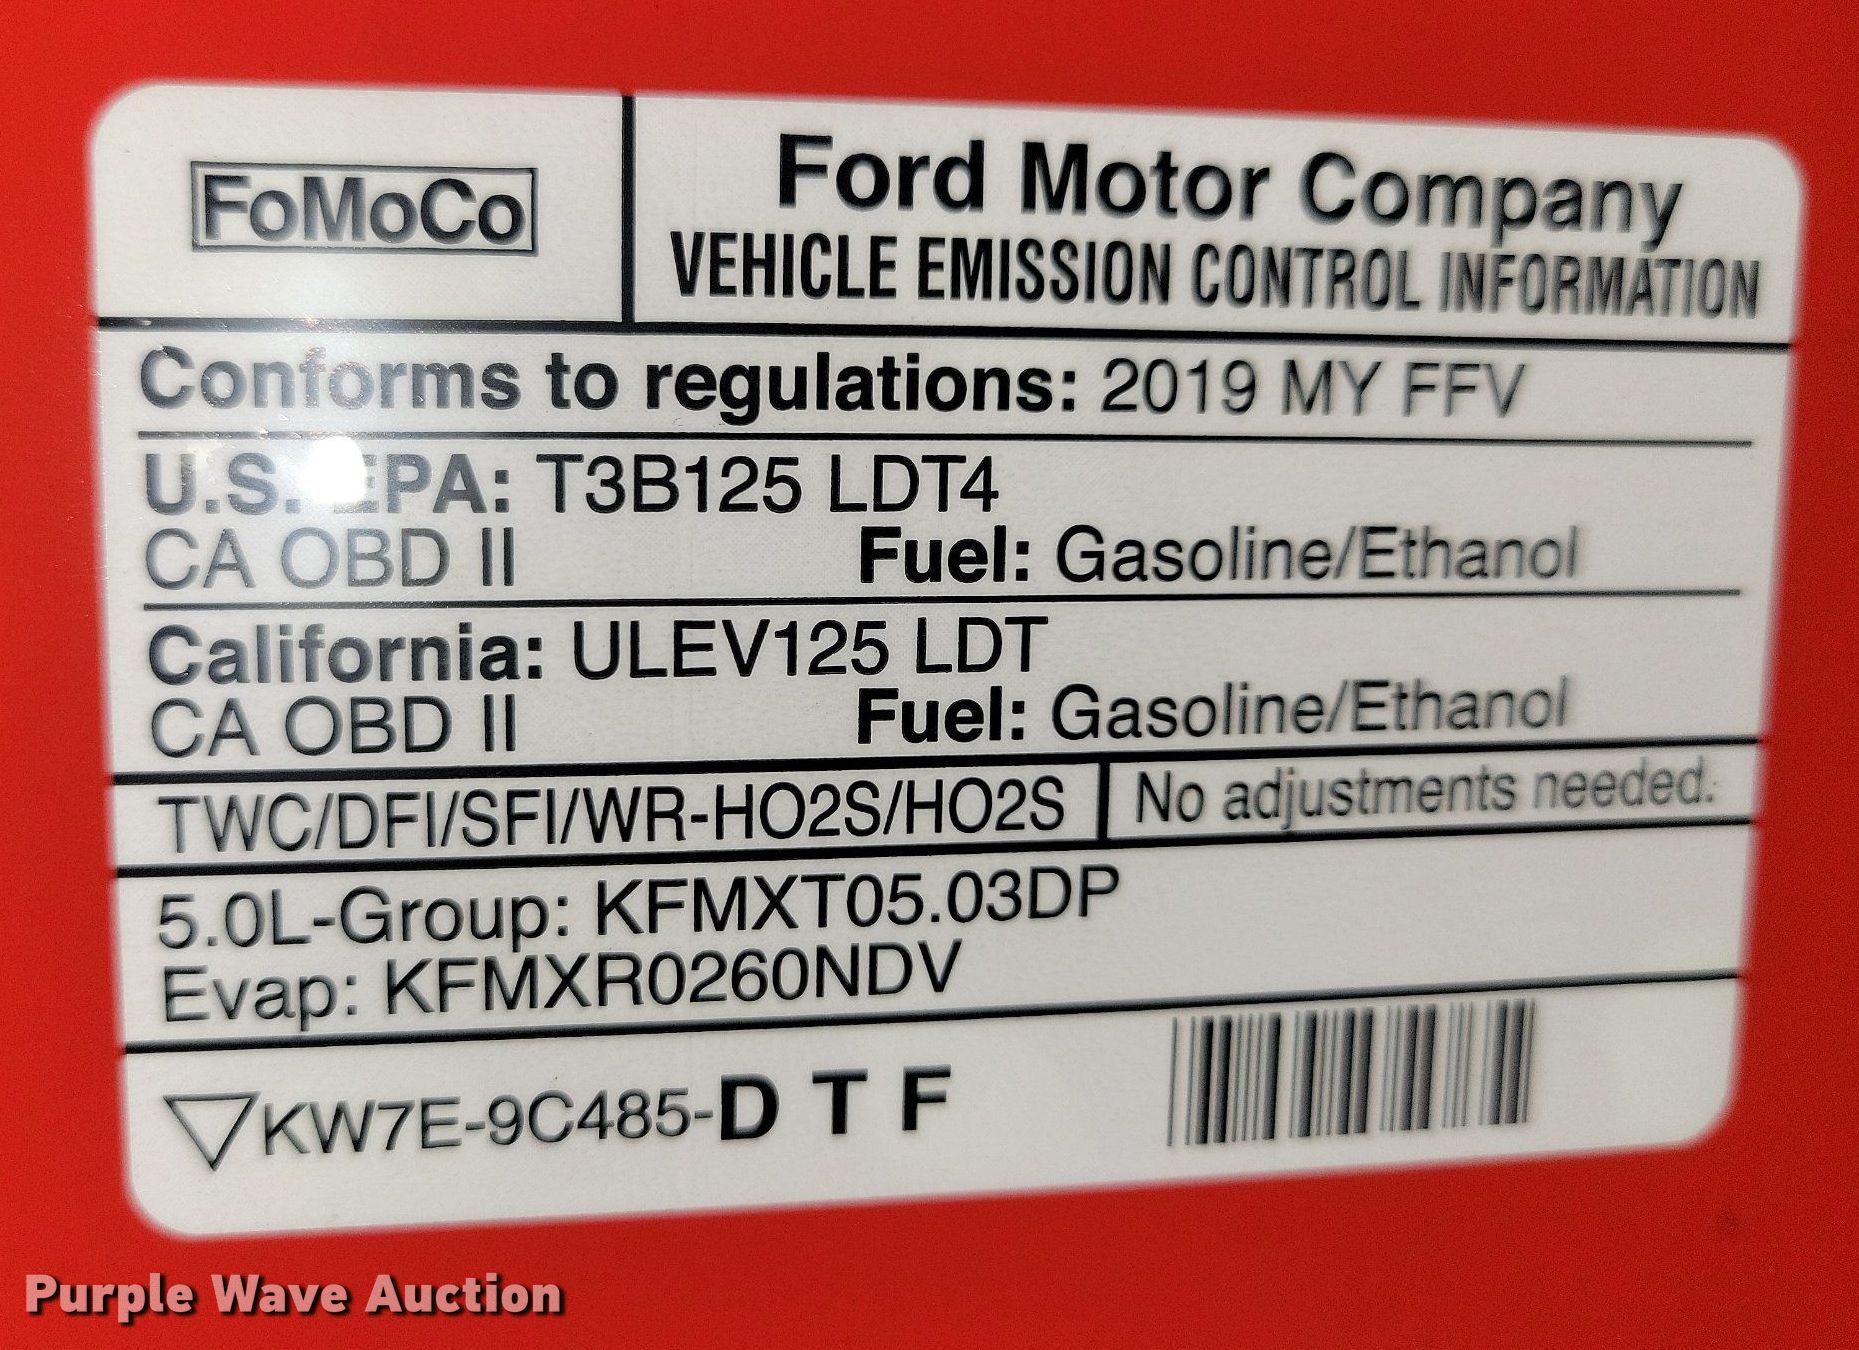 FoMoCo
Ford Motor Company
VEHICLE EMISSION CONTROL INFORMATION
Conforms to regulations: 2019 MY FFV
U.S. EPA: T3B125 LDT4
CA OBD II Fuel: Gasoline/Ethanol
California: ULEV125 LDT
CA OBD II Fuel: Gasoline/Ethanol
TWC/DFI/SFI/WR-HO2S/HO2S No adjustments needed.
5.0L-Group: KFMXT05.03DP
Evap: KFMXR0260NDV
KW7E-9C485-D T F
Purple Wave Auction